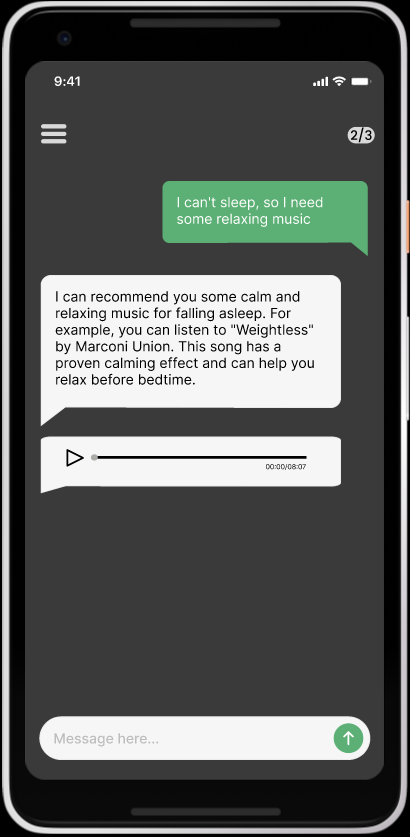 9:41
2/3
I can't sleep, so I need
some relaxing music
I can recommend you some calm and
relaxing music for falling asleep. For
example, you can listen to "Weightless"
by Marconi Union. This song has a
proven calming effect and can help you
relax before bedtime.
00:00/08:07
Message here...